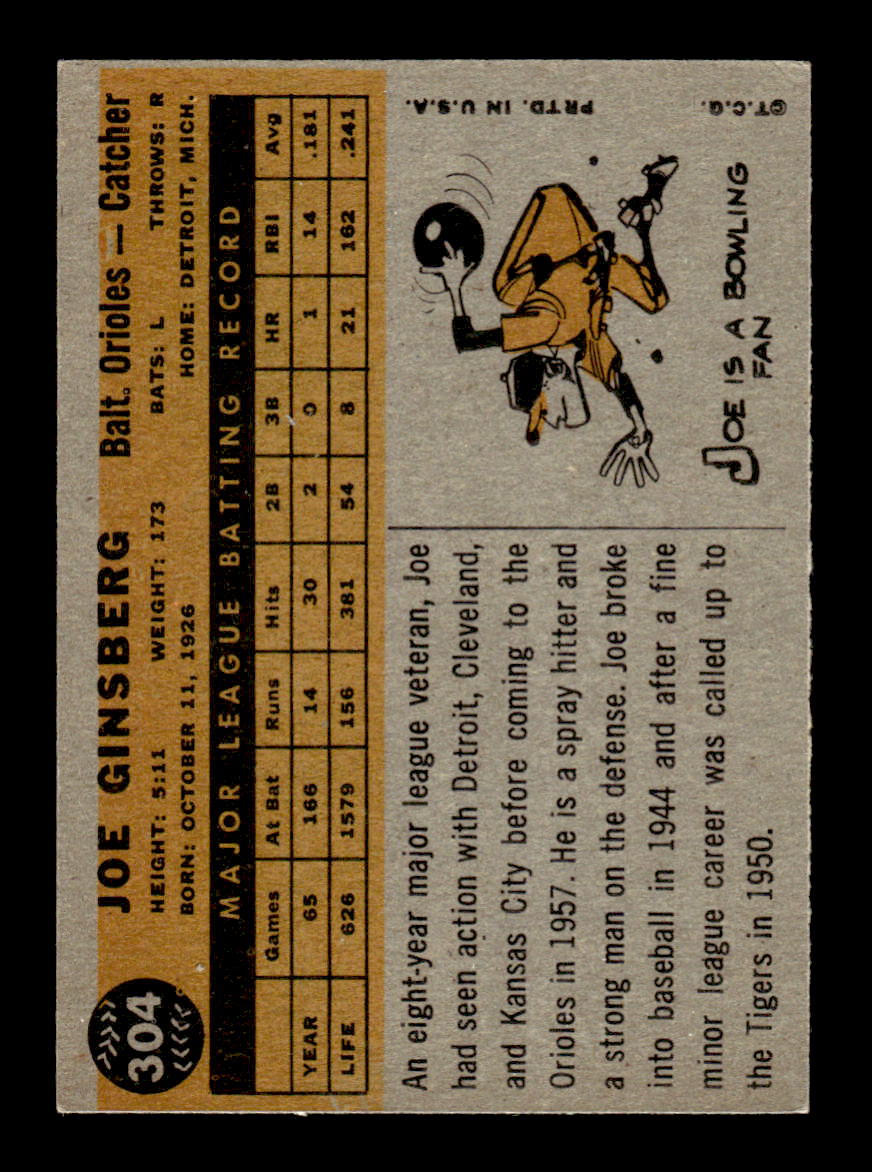 304
JOE GINSBERG Balt. Orioles — Catcher
HEIGHT: 5:11 WEIGHT: 173 BATS: L THROWS: R
BORN: OCTOBER 11, 1926 HOME: DETROIT, MICH.
MAJOR LEAGUE BATTING RECORD
Games At Bat Runs Hits 2B 3B HR RBI Avg
YEAR 65 166 14 30 2 0 1 14 .181
LIFE 626 1579 156 381 54 8 21 162 .241
An eight-year major league veteran, Joe
had seen action with Detroit, Cleveland,
and Kansas City before coming to the
Orioles in 1957. He is a spray hitter and
a strong man on the defense. Joe broke
into baseball in 1944 and after a fine
minor league career was called up to
the Tigers in 1950.
JOE IS A BOWLING
FAN
©T.C.G. PRTD. IN U.S.A.